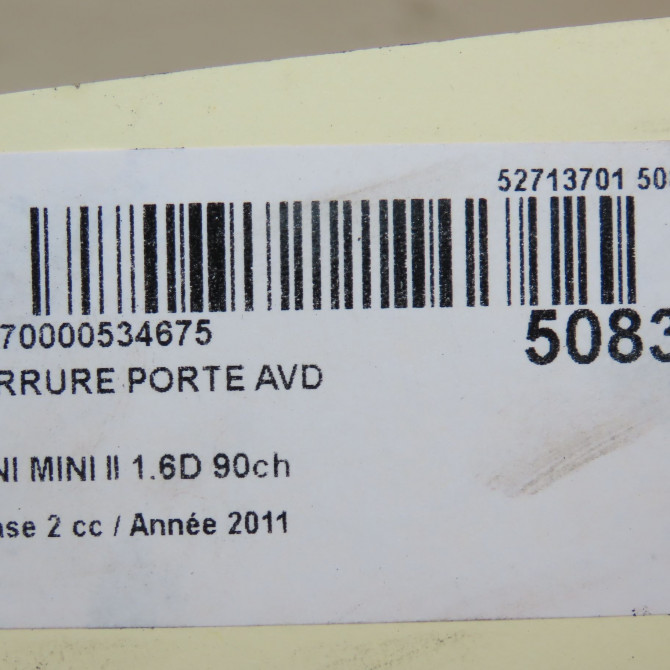 52713701 50
70000534675
5083
RRURE PORTE AVD
NI MINI II 1.6D 90ch
ase 2 cc / Année 2011